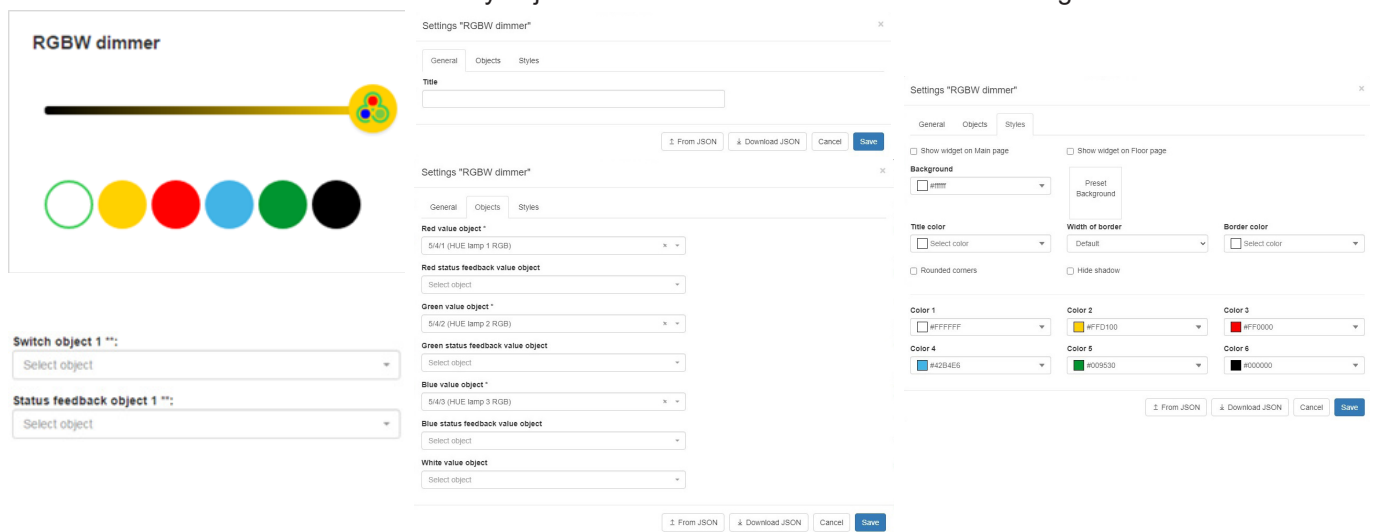 RGBW dimmer
Switch object 1 "":
Select object
Status feedback object 1 "":
Select object
Settings "RGBW dimmer" ×
General Objects Styles
Title
From JSON Download JSON Cancel Save
Settings "RGBW dimmer" ×
General Objects Styles
Red value object *
5/4/1 (HUE lamp 1 RGB) ×
Red status feedback value object
Select object
Green value object *
5/4/2 (HUE lamp 2 RGB) ×
Green status feedback value object
Select object
Blue value object *
5/4/3 (HUE lamp 3 RGB) ×
Blue status feedback value object
Select object
White value object
Select object
From JSON Download JSON Cancel Save
Settings "RGBW dimmer" ×
General Objects Styles
Show widget on Main page Show widget on Floor page
Background
#ffffff
Preset
Background
Title color Width of border Border color
Select color Default Select color
Rounded corners Hide shadow
Color 1 Color 2 Color 3
#FFFFFF #FFD100 #FF0000
Color 4 Color 5 Color 6
#42B4E6 #009530 #000000
From JSON Download JSON Cancel Save